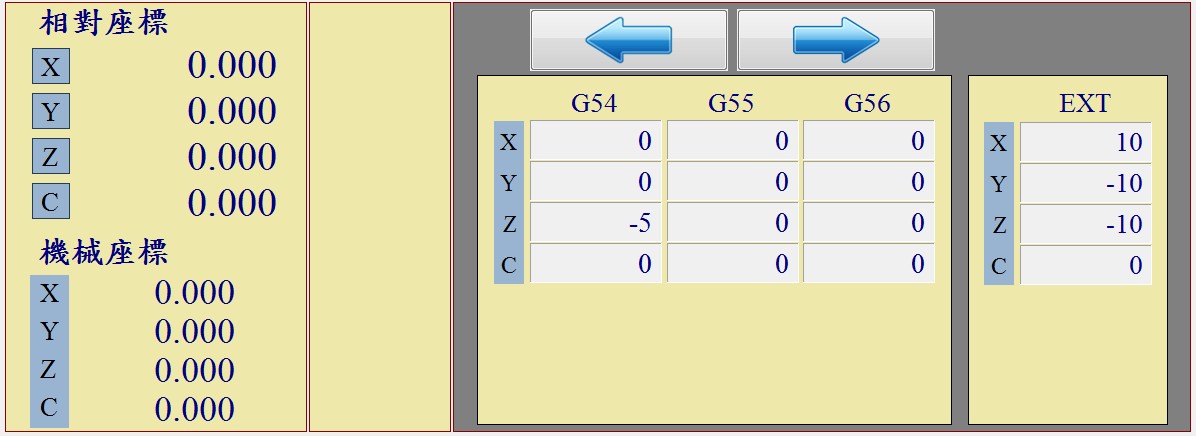 相對座標
X 0.000
Y 0.000
Z 0.000
C 0.000
機械座標
X 0.000
Y 0.000
Z 0.000
C 0.000
G54 G55 G56
X 0 0 0
Y 0 0 0
Z -5 0 0
C 0 0 0
EXT
X 10
Y -10
Z -10
C 0